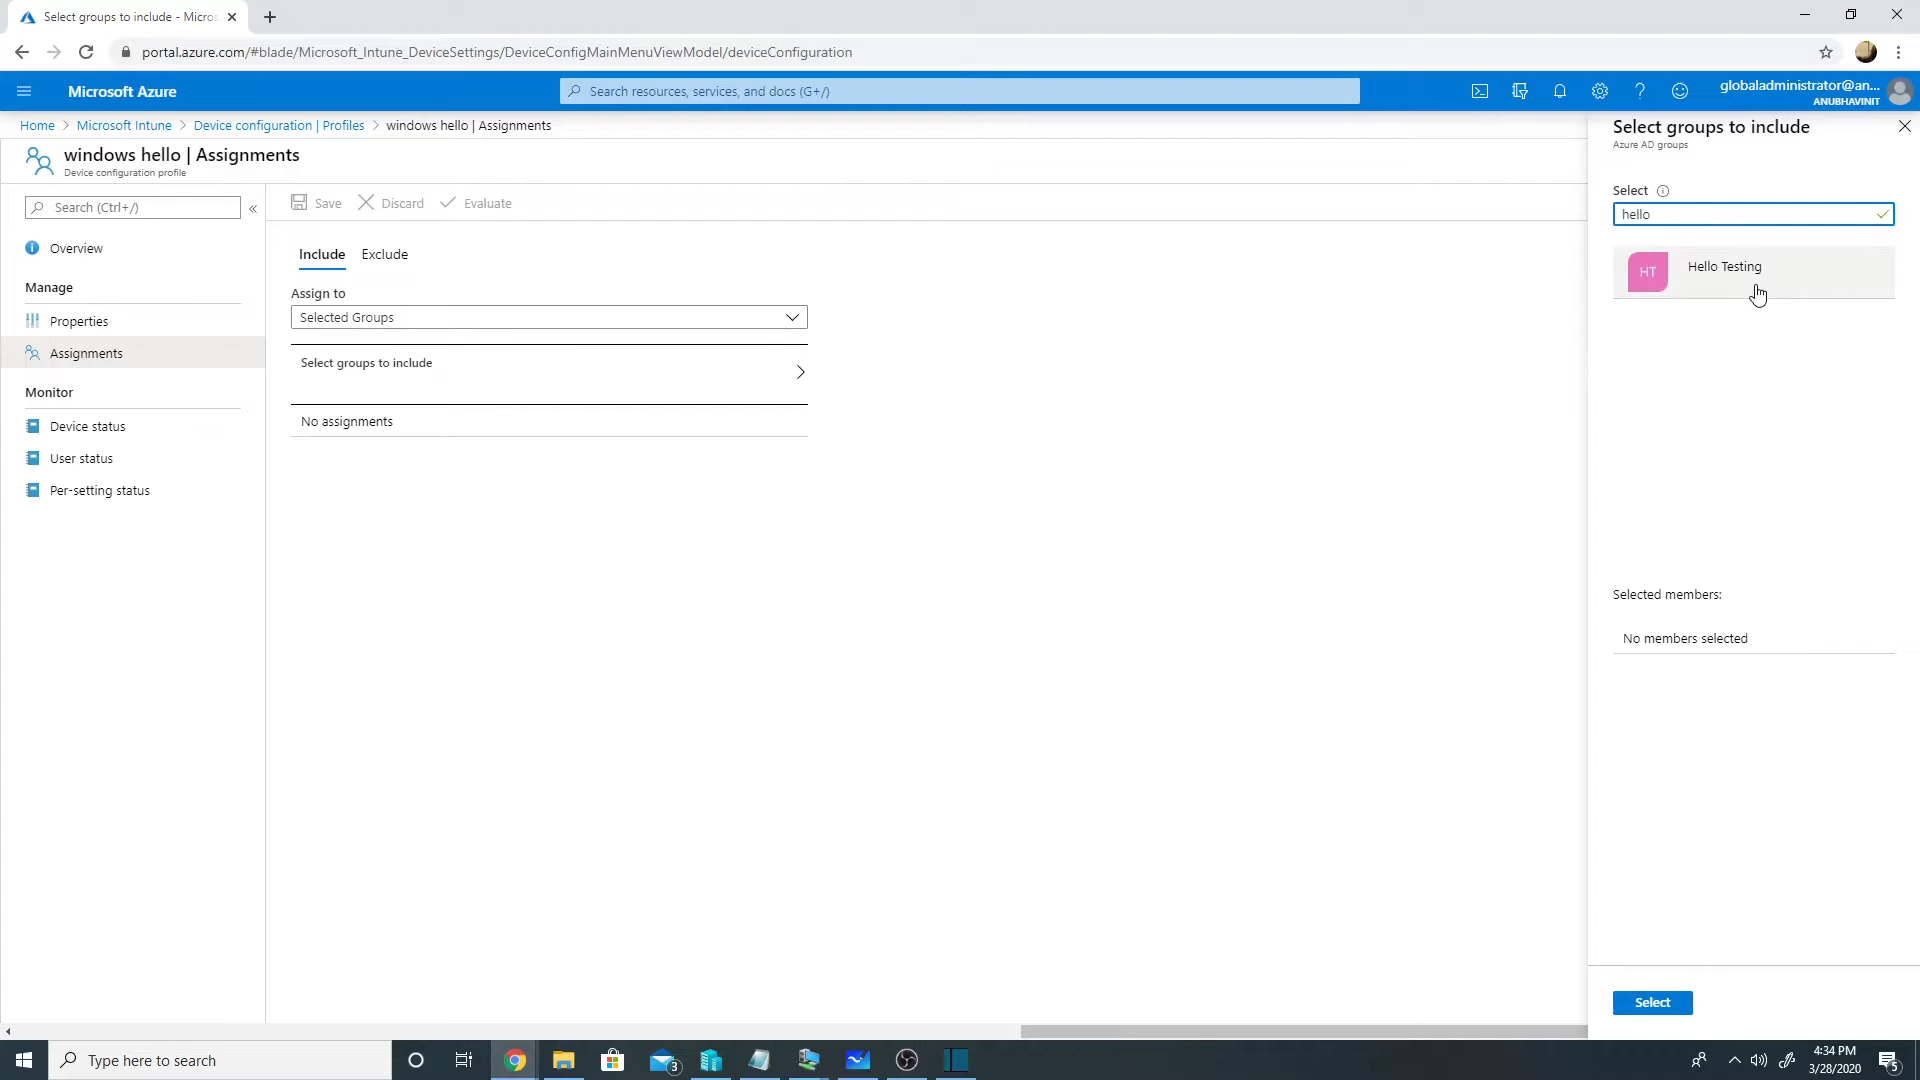 Select groups to include - Micros
portal.azure.com/#blade/Microsoft_Intune_DeviceSettings/DeviceConfigMainMenuViewModel/deviceConfiguration
Microsoft Azure
Search resources, services, and docs (G+/)
globaladministrator@an...
ANUBHAVINIT
Home > Microsoft Intune > Device configuration | Profiles > windows hello | Assignments
windows hello | Assignments
Device configuration profile
Search (Ctrl+/)
Overview
Manage
Properties
Assignments
Monitor
Device status
User status
Per-setting status
Save
Discard
Evaluate
Include
Exclude
Assign to
Selected Groups
Select groups to include
No assignments
Select groups to include
Azure AD groups
Select
hello
HT
Hello Testing
Selected members:
No members selected
Select
Type here to search
3
4:34 PM
3/28/2020
5